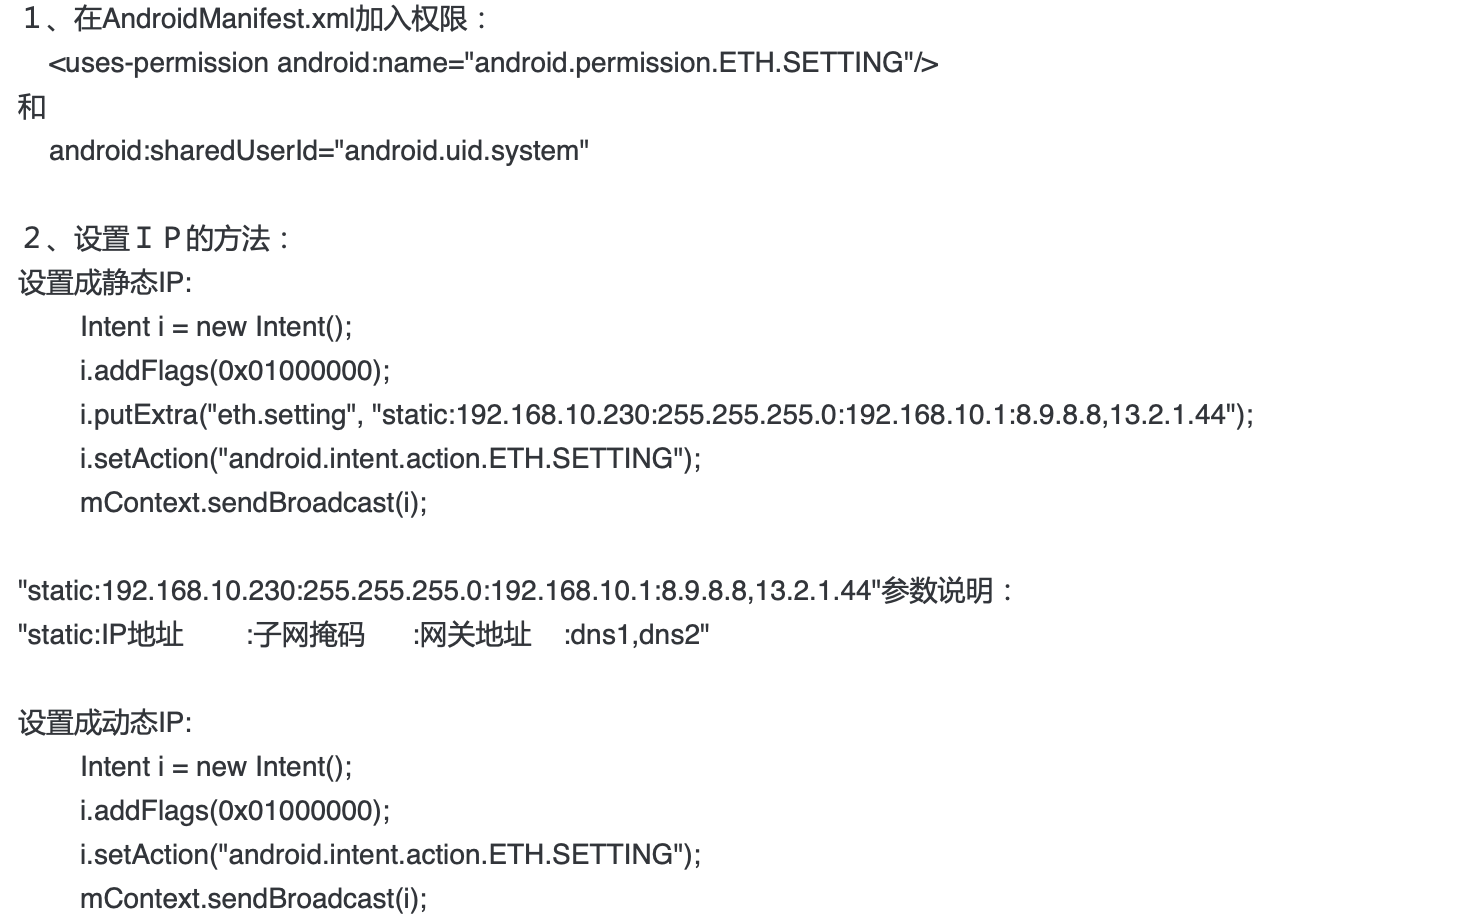 １、在AndroidManifest.xml加入权限：
<uses-permission android:name="android.permission.ETH.SETTING"/>
和
android:sharedUserId="android.uid.system"
２、设置ＩＰ的方法：
设置成静态IP:
Intent i = new Intent();
i.addFlags(0x01000000);
i.putExtra("eth.setting", "static:192.168.10.230:255.255.255.0:192.168.10.1:8.9.8.8,13.2.1.44");
i.setAction("android.intent.action.ETH.SETTING");
mContext.sendBroadcast(i);
"static:192.168.10.230:255.255.255.0:192.168.10.1:8.9.8.8,13.2.1.44"参数说明：
"static:IP地址 :子网掩码 :网关地址 :dns1,dns2"
设置成动态IP:
Intent i = new Intent();
i.addFlags(0x01000000);
i.setAction("android.intent.action.ETH.SETTING");
mContext.sendBroadcast(i);